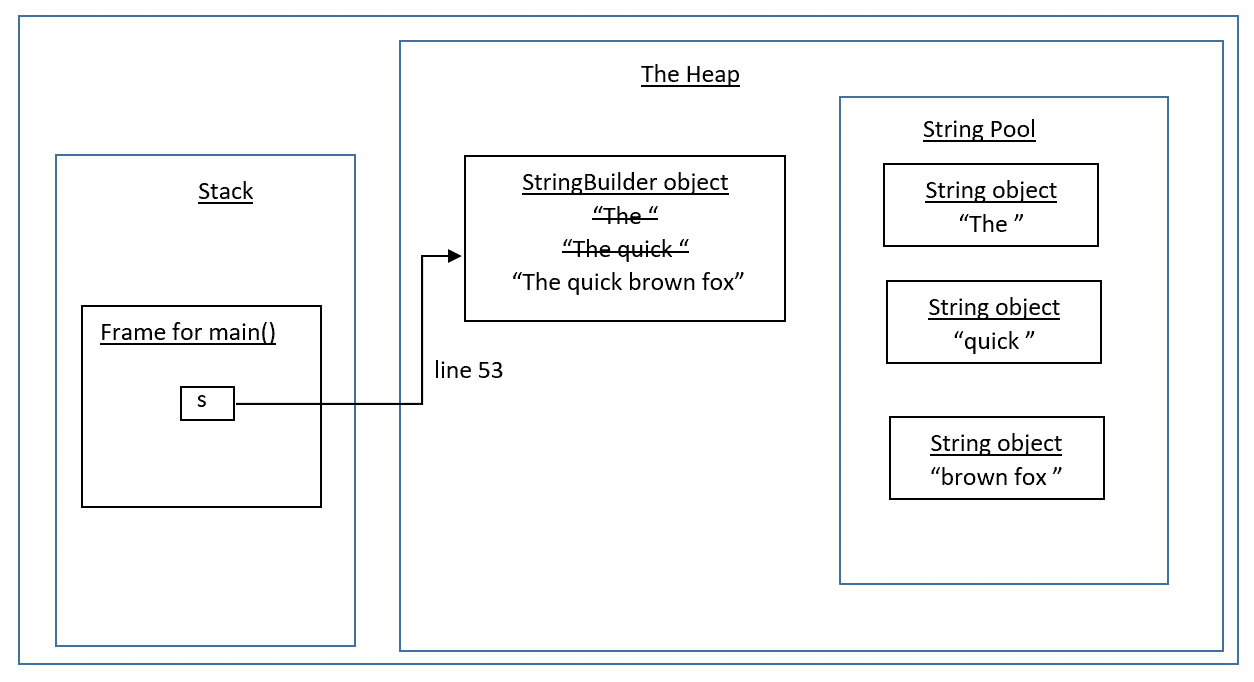 The Heap
String Pool
Stack
StringBuilder object
“The “
“The quick “
“The quick brown fox”
String object
“The ”
String object
“quick ”
Frame for main()
s
line 53
String object
“brown fox ”